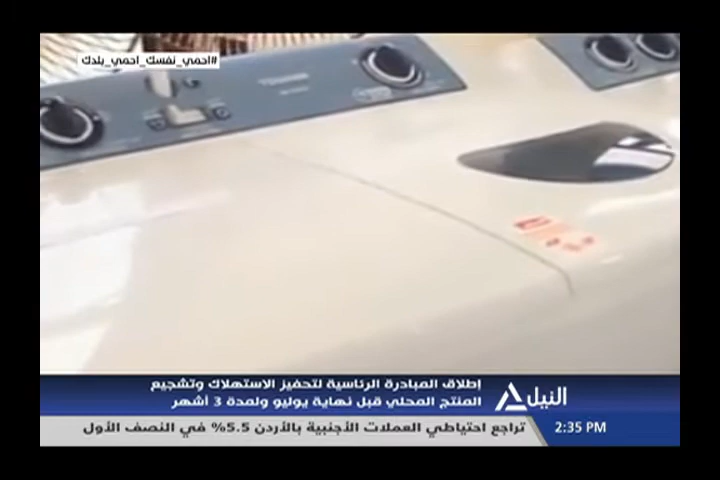 #احمي_نفسك_احمي_بلدك
TOSHIBA
إطلاق المبادرة الرئاسية لتحفيز الاستهلاك وتشجيع
المنتج المحلي قبل نهاية يوليو ولمدة 3 أشهر
النيل
تراجع احتياطي العملات الأجنبية بالأردن 5.5% في النصف الأول
2:35 PM